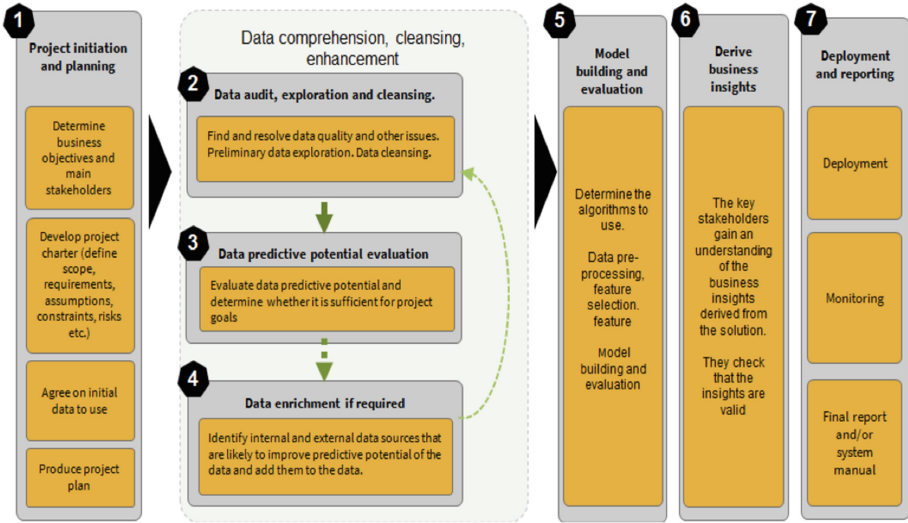 1
Project initiation
and planning
Determine
business
objectives and
main
stakeholders
Develop project
charter (define
scope,
requirements,
assumptions,
constraints, risks
etc.)
Agree on initial
data to use
Produce project
plan
Data comprehension, cleansing,
enhancement
2
Data audit, exploration and cleansing.
Find and resolve data quality and other issues.
Preliminary data exploration. Data cleansing.
3
Data predictive potential evaluation
Evaluate data predictive potential and
determine whether it is sufficient for project
goals
4
Data enrichment if required
Identify internal and external data sources that
are likely to improve predictive potential of the
data and add them to the data.
5
Model
building and
evaluation
Determine the
algorithms to
use.
Data pre-
processing,
feature
selection.
feature
Model
building and
evaluation
6
Derive
business
insights
The key
stakeholders
gain an
understanding
of the
business
insights
derived from
the solution.
They check
that the
insights are
valid
7
Deployment
and reporting
Deployment
Monitoring
Final report
and/or
system
manual